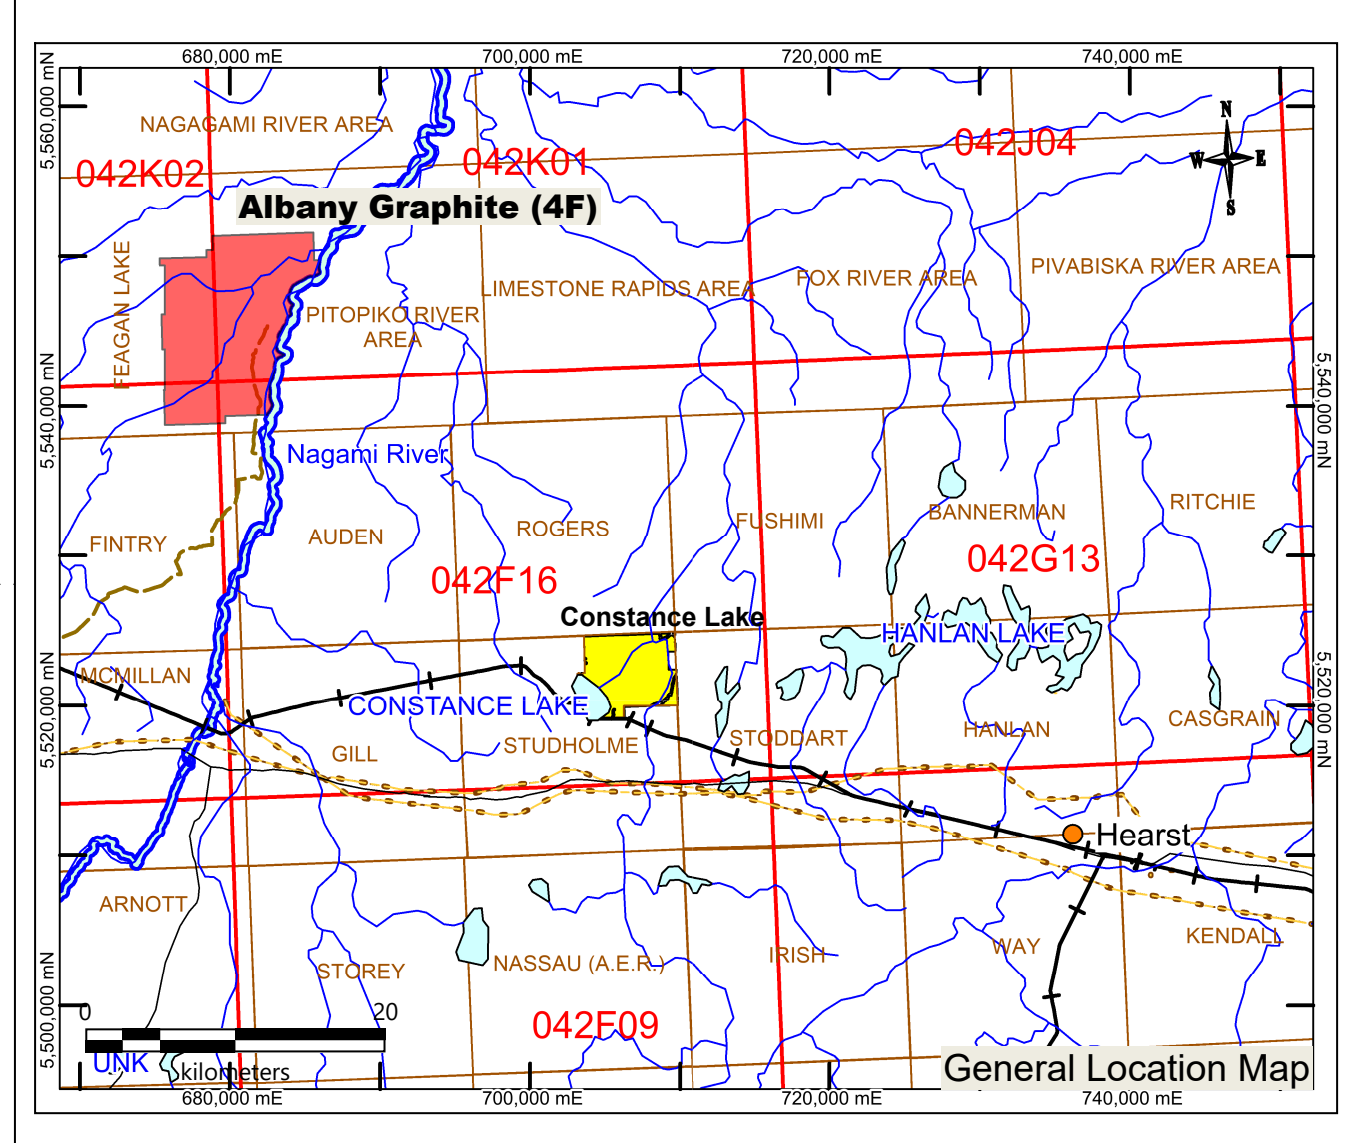 680,000 mE
700,000 mE
720,000 mE
740,000 mE
5,560,000 mN
NAGAGAMI RIVER AREA
042K02
042K01
042J04
N
W
E
S
Albany Graphite (4F)
FEAGAN LAKE
PITOPIKO RIVER
AREA
LIMESTONE RAPIDS AREA
FOX RIVER AREA
PIVABISKA RIVER AREA
5,540,000 mN
5,540,000 mN
Nagami River
FINTRY
AUDEN
ROGERS
FUSHIMI
BANNERMAN
RITCHIE
042F16
042G13
Constance Lake
HANLAN LAKE
MCMILLAN
CONSTANCE LAKE
5,520,000 mN
5,520,000 mN
GILL
STUDHOLME
STODDART
HANLAN
CASGRAIN
Hearst
ARNOTT
STOREY
NASSAU (A.E.R.)
IRISH
WAY
KENDALL
042F09
5,500,000 mN
0
20
UNK
kilometers
General Location Map
680,000 mE
700,000 mE
720,000 mE
740,000 mE